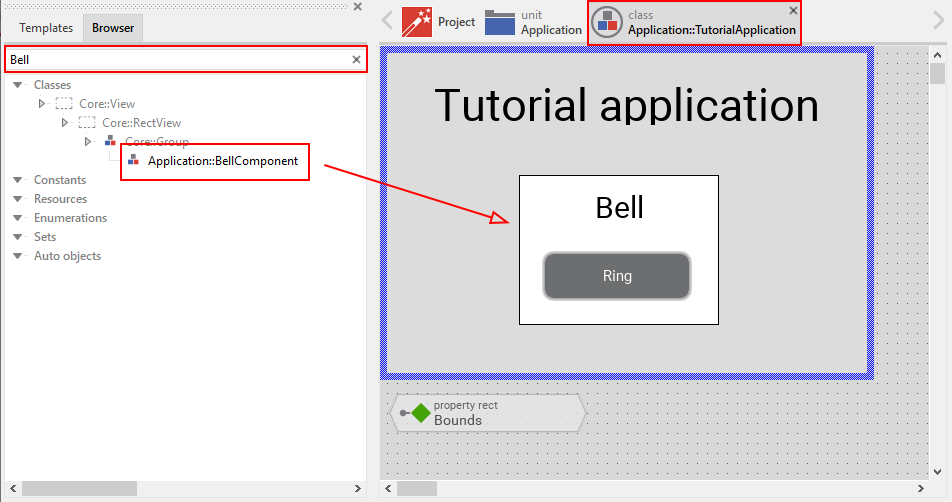 Templates
Browser
Bell
Classes
Core::View
Core::RectView
Core::Group
Application::BellComponent
Constants
Resources
Enumerations
Sets
Auto objects
Project
unit
Application
class
Application::TutorialApplication
Tutorial application
Bell
Ring
property rect
Bounds